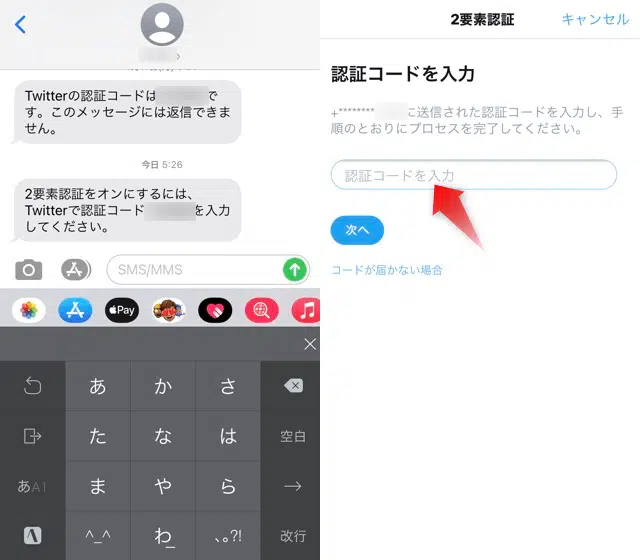 Twitterの認証コードは で
す。このメッセージには返信できま
せん。
今日 5:26
2要素認証をオンにするには、
Twitterで認証コード を入力
してください。
SMS/MMS
Pay
あ か さ
た な は 空白
あA1 ま や ら →
^_^ わ_ 、。?! 改行
2要素認証 キャンセル
認証コードを入力
+******** に送信された認証コードを入力し、手
順のとおりにプロセスを完了してください。
認証コードを入力
次へ
コードが届かない場合